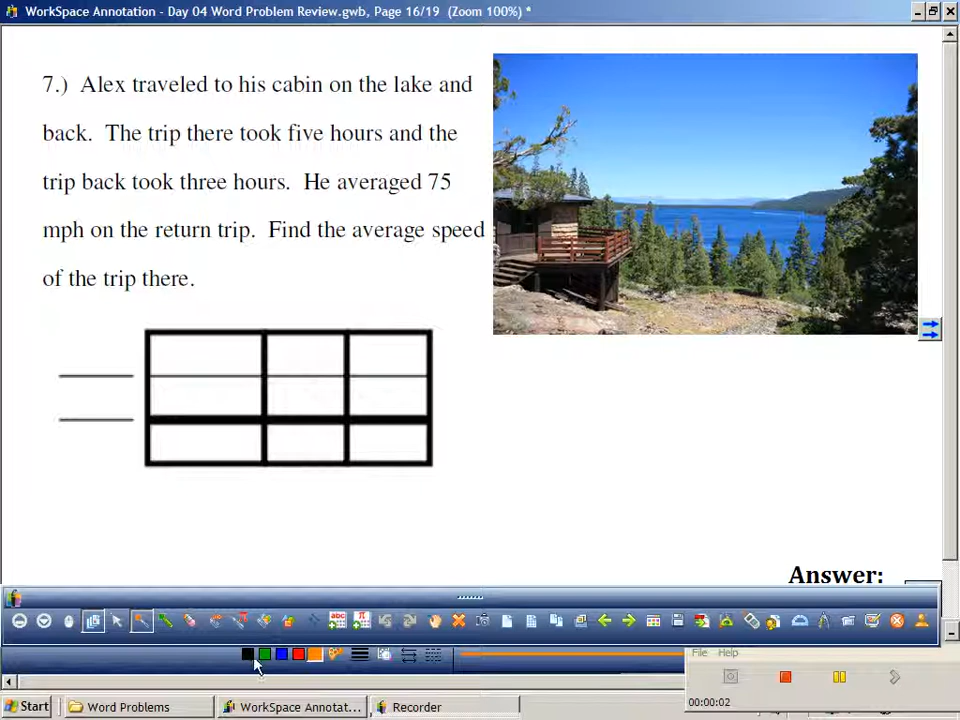 WorkSpace Annotation - Day 04 Word Problem Review.gwb, Page 16/19 (Zoom 100%) *
7.) Alex traveled to his cabin on the lake and
back. The trip there took five hours and the
trip back took three hours. He averaged 75
mph on the return trip. Find the average speed
of the trip there.
Answer:
File Help
00:00:02
Start
Word Problems
WorkSpace Annotat...
Recorder